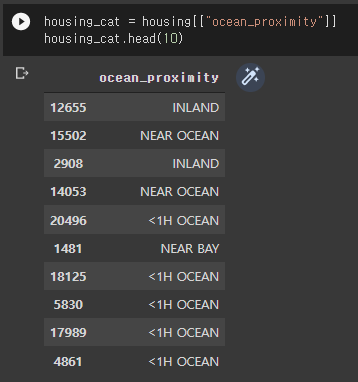 housing_cat = housing[["ocean_proximity"]]
housing_cat.head(10)
ocean_proximity
12655 INLAND
15502 NEAR OCEAN
2908 INLAND
14053 NEAR OCEAN
20496 <1H OCEAN
1481 NEAR BAY
18125 <1H OCEAN
5830 <1H OCEAN
17989 <1H OCEAN
4861 <1H OCEAN